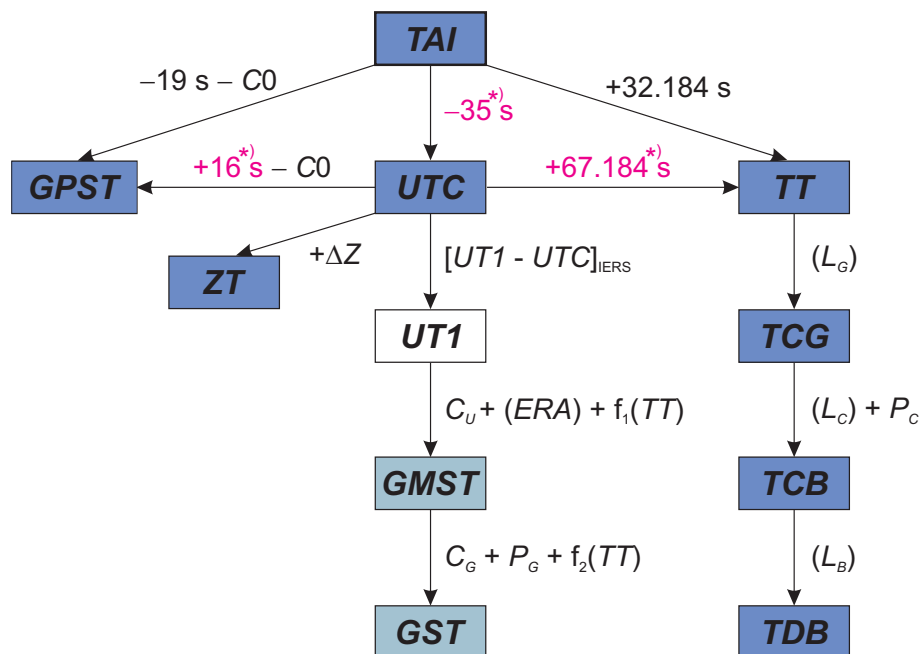 TAI
−19 s − C0
−35*) s
+32.184 s
GPST
+16*) s − C0
UTC
+67.184*) s
TT
ZT
+ΔZ
[UT1 - UTC]IERS
(LG)
UT1
TCG
CU + (ERA) + f1(TT)
(LC) + PC
GMST
TCB
CG + PG + f2(TT)
(LB)
GST
TDB